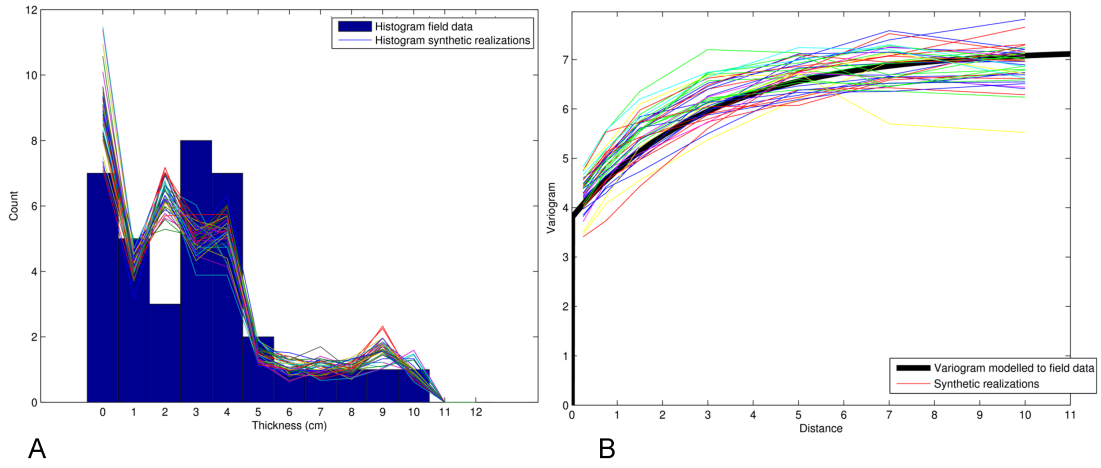 12
10
8
6
4
2
0
Count
Histogram field data
Histogram synthetic realizations
0 1 2 3 4 5 6 7 8 9 10 11 12
Thickness (cm)
A
7
6
5
4
3
2
1
0
Variogram
Variogram modelled to field data
Synthetic realizations
0 1 2 3 4 5 6 7 8 9 10 11
Distance
B